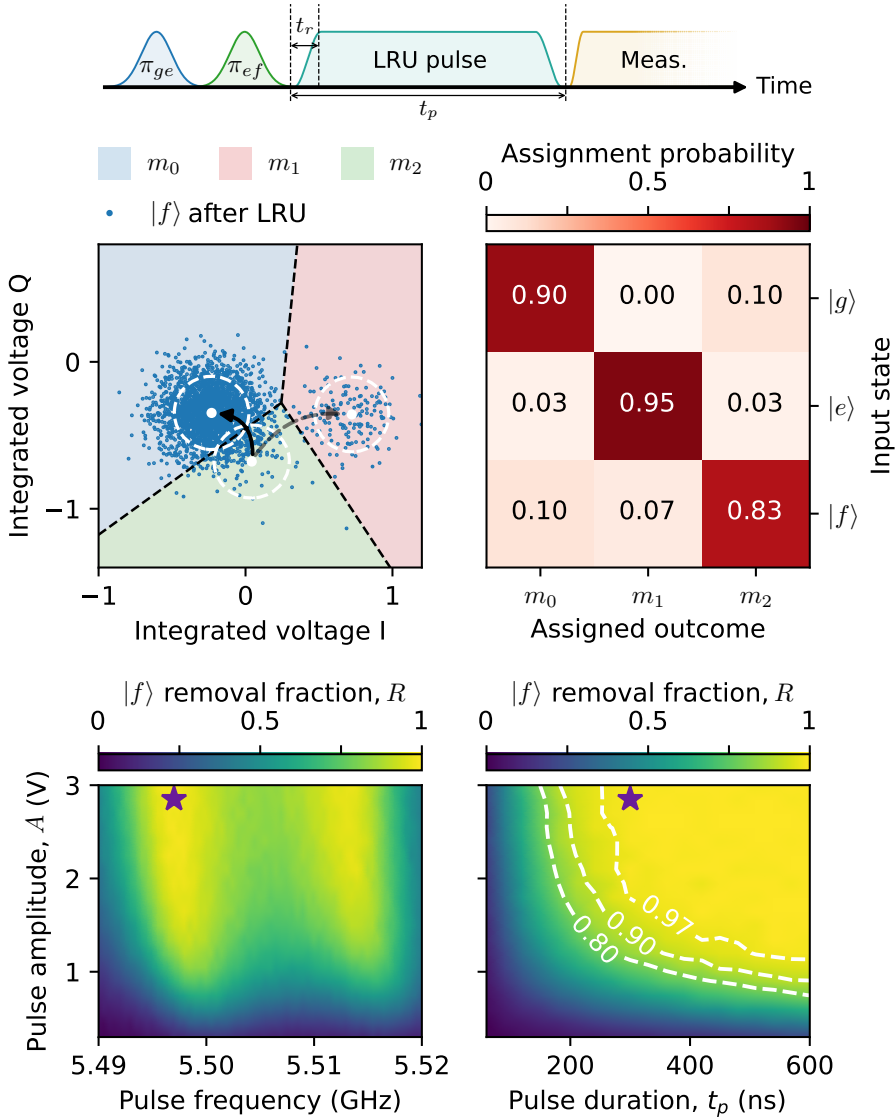 t_r
π_ge π_ef LRU pulse Meas.
Time
t_p
m_0 m_1 m_2
|f⟩ after LRU
Assignment probability
0 0.5 1
Integrated voltage Q
0
−1
−1 0 1
Integrated voltage I
0.90 0.00 0.10
0.03 0.95 0.03
0.10 0.07 0.83
|g⟩
|e⟩
|f⟩
Input state
m_0 m_1 m_2
Assigned outcome
|f⟩ removal fraction, R
0 0.5 1
Pulse amplitude, A (V)
3
2
1
5.49 5.50 5.51 5.52
Pulse frequency (GHz)
|f⟩ removal fraction, R
0 0.5 1
0.97
0.90
0.80
200 400 600
Pulse duration, t_p (ns)